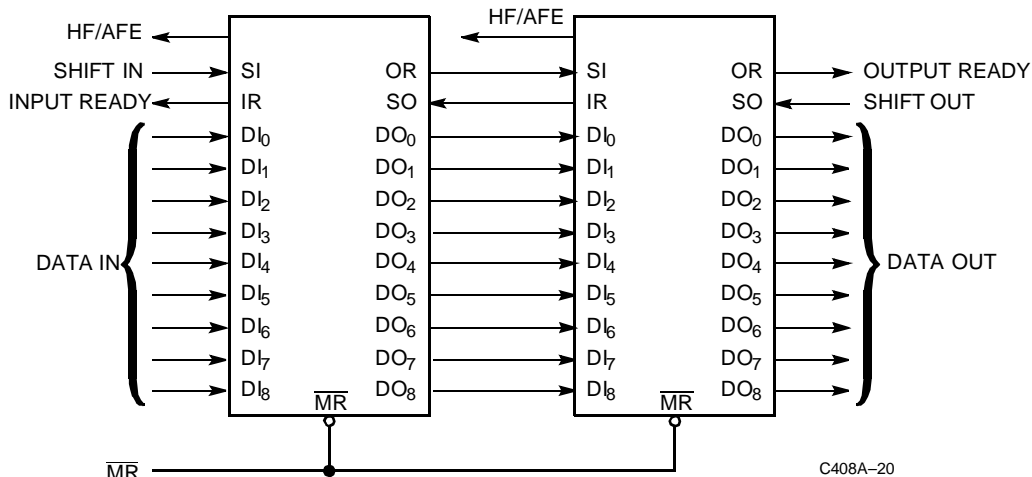 HF/AFE HF/AFE
SHIFT IN SI OR SI OR OUTPUT READY
INPUT READY IR SO IR SO SHIFT OUT
DI0 DO0 DI0 DO0
DI1 DO1 DI1 DO1
DI2 DO2 DI2 DO2
DI3 DO3 DI3 DO3
DATA IN DI4 DO4 DI4 DO4 DATA OUT
DI5 DO5 DI5 DO5
DI6 DO6 DI6 DO6
DI7 DO7 DI7 DO7
DI8 DO8 DI8 DO8
M̅R̅ M̅R̅
M̅R̅ C408A–20